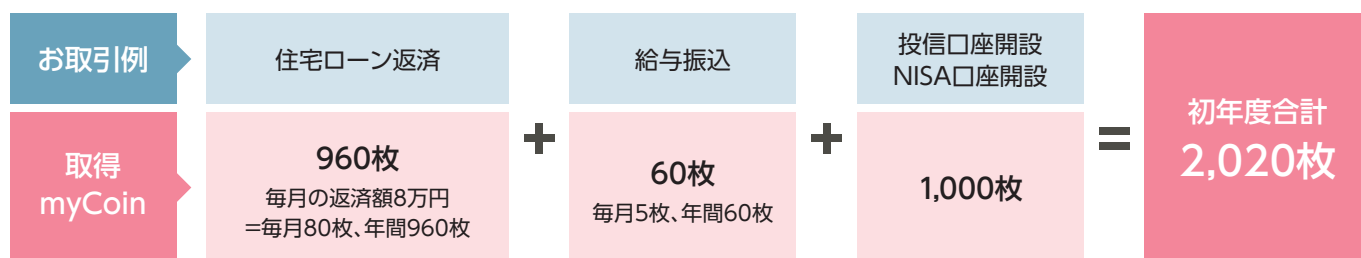 お取引例
住宅ローン返済
給与振込
投信口座開設
NISA口座開設
取得
myCoin
960枚
毎月の返済額8万円
=毎月80枚、年間960枚
+
60枚
毎月5枚、年間60枚
+
1,000枚
=
初年度合計
2,020枚